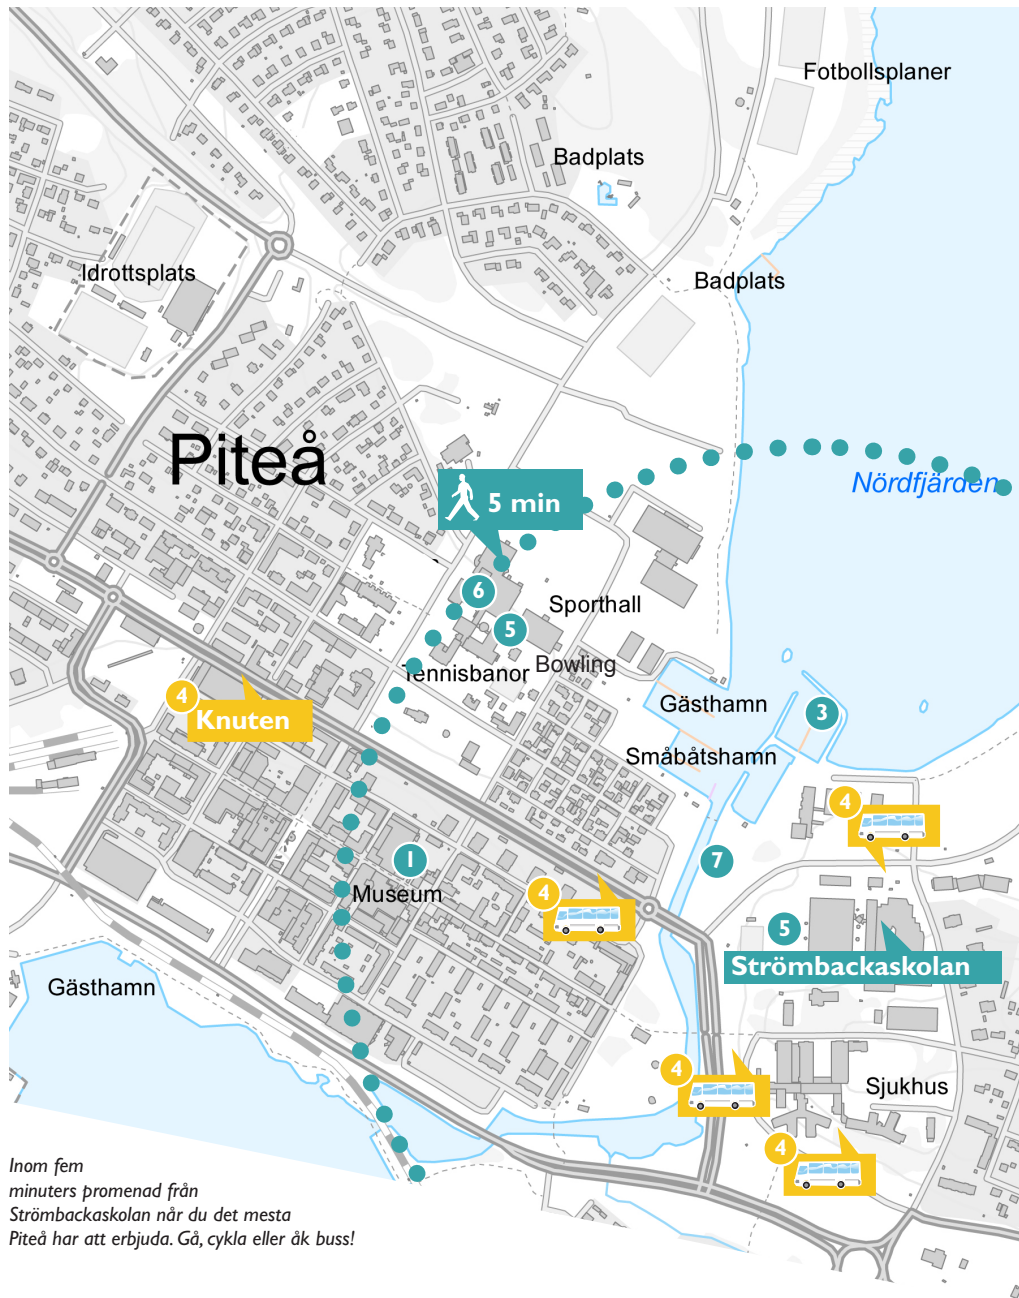 Fotbollsplaner
Badplats
Idrottsplats
Badplats
Piteå
Nördfjärden
5 min
6
Sporthall
5
Bowling
Tennisbanor
4
Knuten
Gästhamn
3
Småbåtshamn
4
1
7
Museum
4
5
Strömbackaskolan
Gästhamn
4
Sjukhus
4
Inom fem
minuters promenad från
Strömbackaskolan når du det mesta
Piteå har att erbjuda. Gå, cykla eller åk buss!